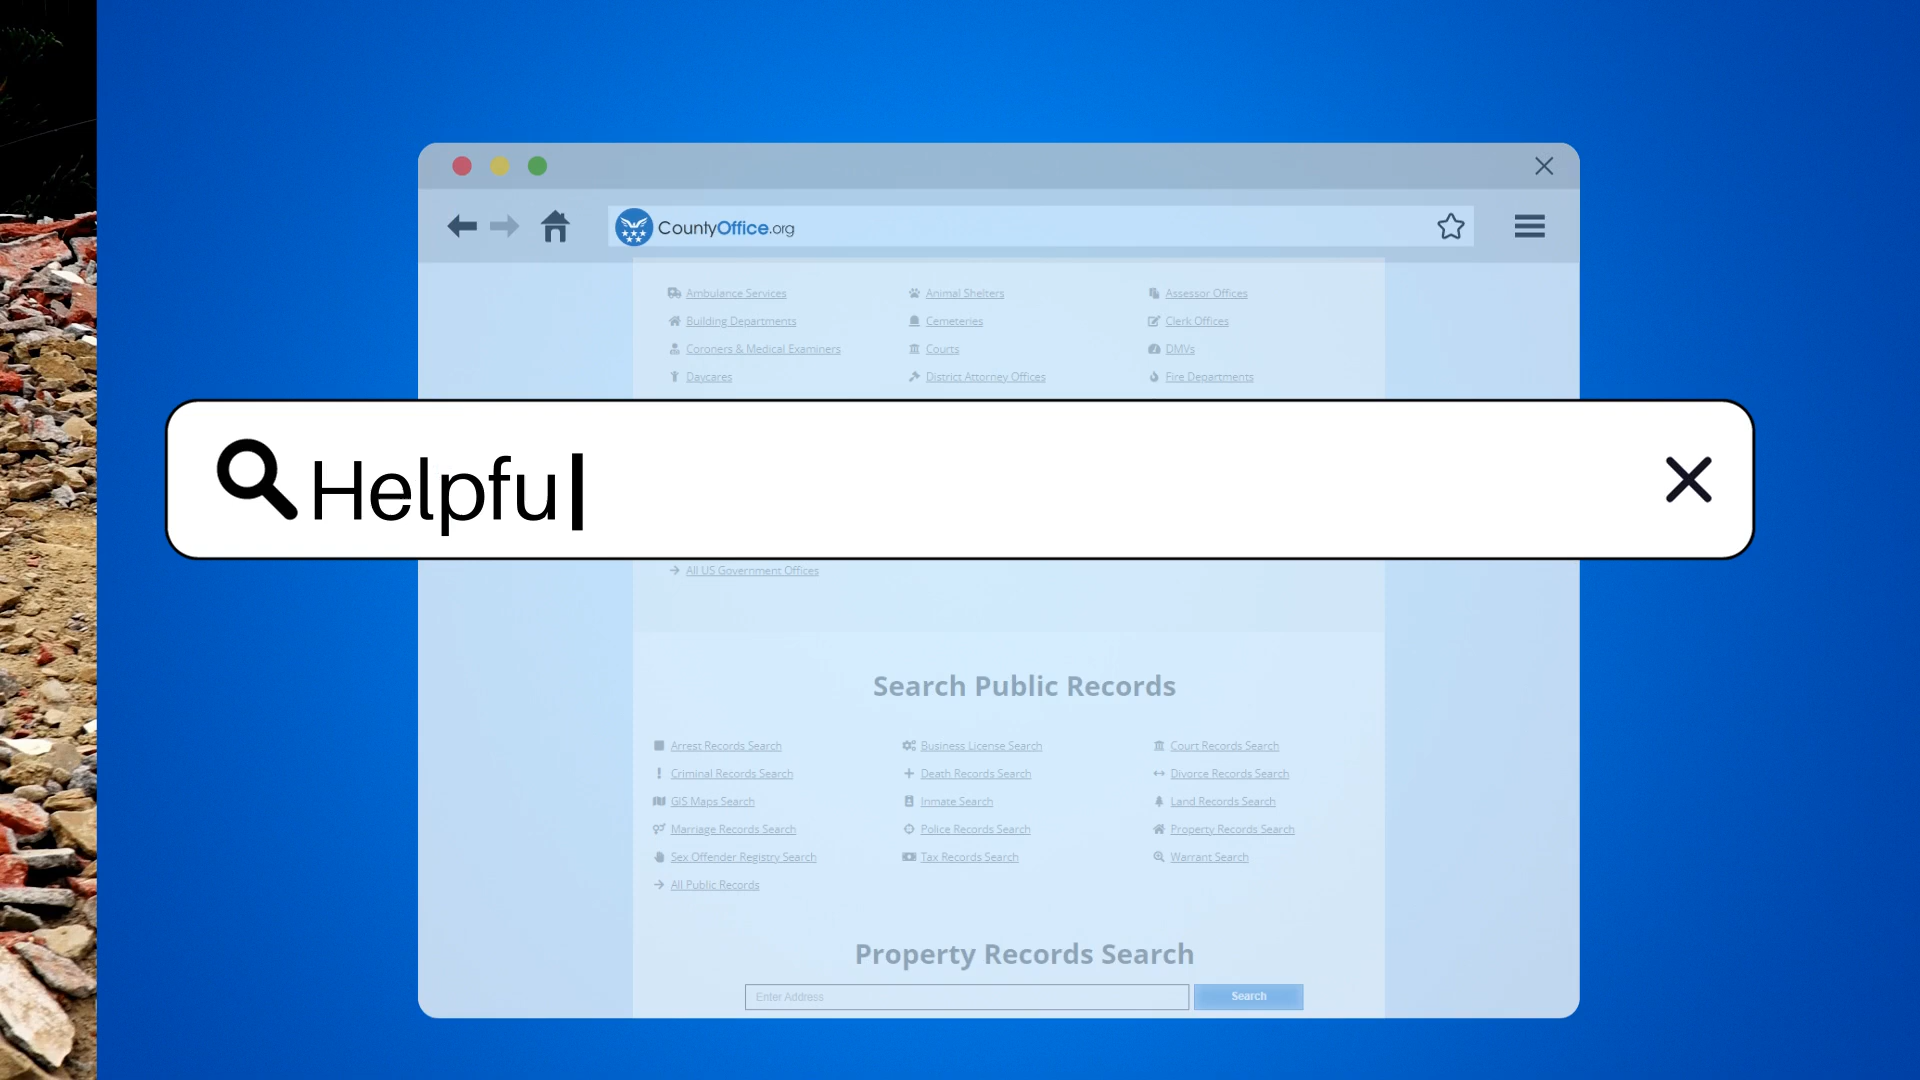 CountyOffice.org
Ambulance Services Animal Shelters Assessor Offices
Building Departments Cemeteries Clerk Offices
Coroners & Medical Examiners Courts DMVs
Daycares District Attorney Offices Fire Departments
Helpfu
All US Government Offices
Search Public Records
Arrest Records Search Business License Search Court Records Search
Criminal Records Search Death Records Search Divorce Records Search
GIS Maps Search Inmate Search Land Records Search
Marriage Records Search Police Records Search Property Records Search
Sex Offender Registry Search Tax Records Search Warrant Search
All Public Records
Property Records Search
Enter Address Search